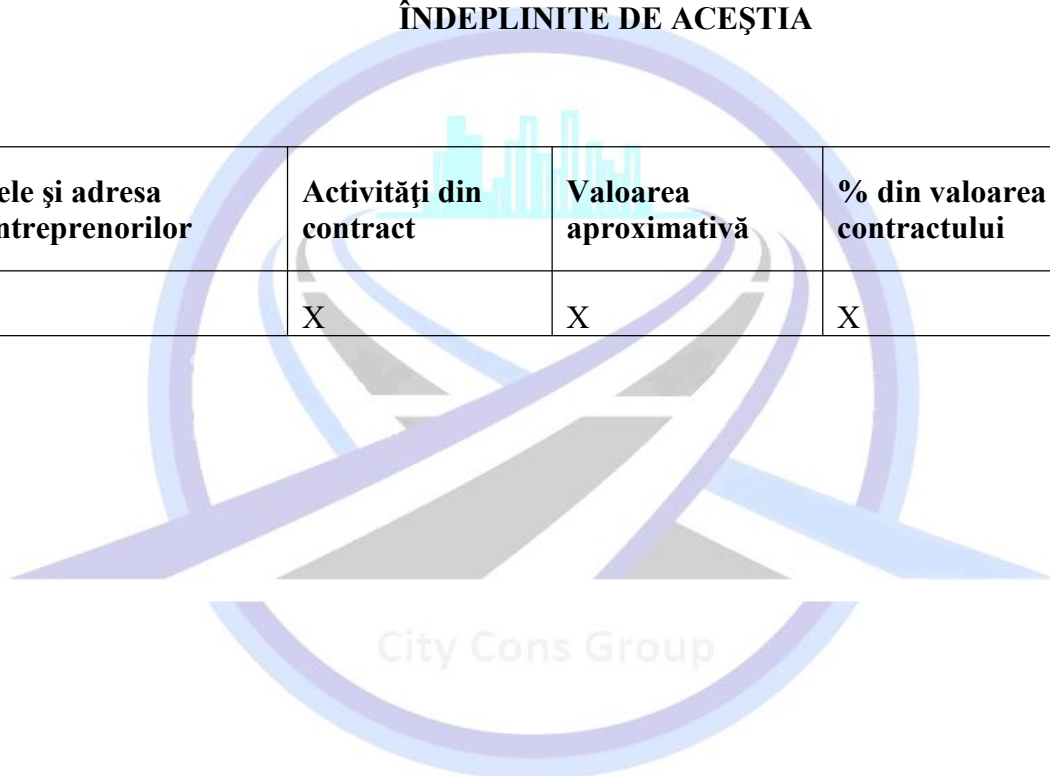 ÎNDEPLINITE DE ACEŞTIA
ele şi adresa
ntreprenorilor
Activităţi din
contract
Valoarea
aproximativă
% din valoarea
contractului
X
X
X
City Cons Group